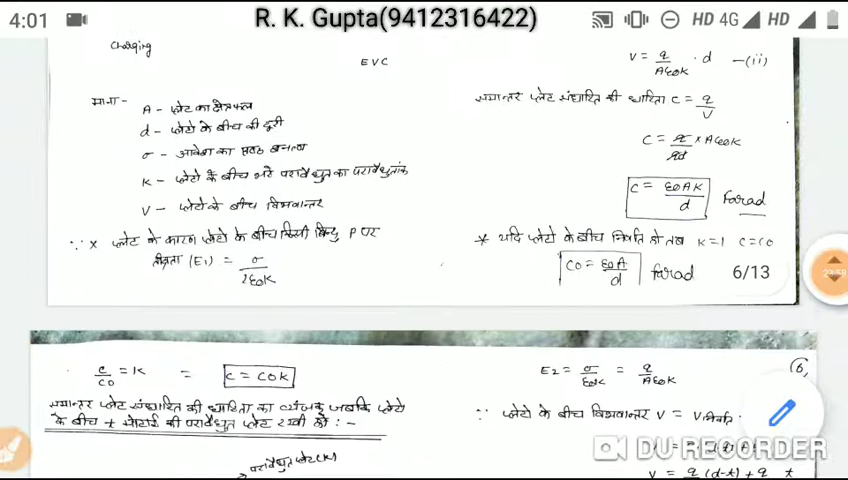 4:01
R. K. Gupta(9412316422)
HD 4G HD
Charging
EVC
माना -
A - प्लेट का क्षेत्रफल
d - प्लेटो के बीच की दूरी
σ - आवेश का पृष्ठ घनत्व
K - प्लेटो के बीच भरे परावैधुत का परावैधुतांक
V - प्लेटो के बीच विभवान्तर
∵ X प्लेट के कारण प्लेटो के बीच किसी बिन्दु P पर
तीव्रता (E1) = σ / 2ε0K
V = q / Aε0K · d -(ii)
समान्तर प्लेट संधारित्र की धारिता C = q / V
C = q / qd × Aε0K
C = ε0AK / d Farad
* यदि प्लेटो के बीच निर्वात हो तब K=1 C=C0
C0 = ε0A / d Farad
6/13
C / C0 = K = C = C0K
समान्तर प्लेट संधारित्र की धारिता का व्यंजक जबकि प्लेटो
के बीच t मोटाई की परावैधुत प्लेट रखी हो :-
परावैधुत प्लेट (K)
E2 = σ / ε0K = q / Aε0K
(6)
∵ प्लेटो के बीच विभवान्तर V = V निर्वात
DU RECORDER
V = q (d-t) + q t